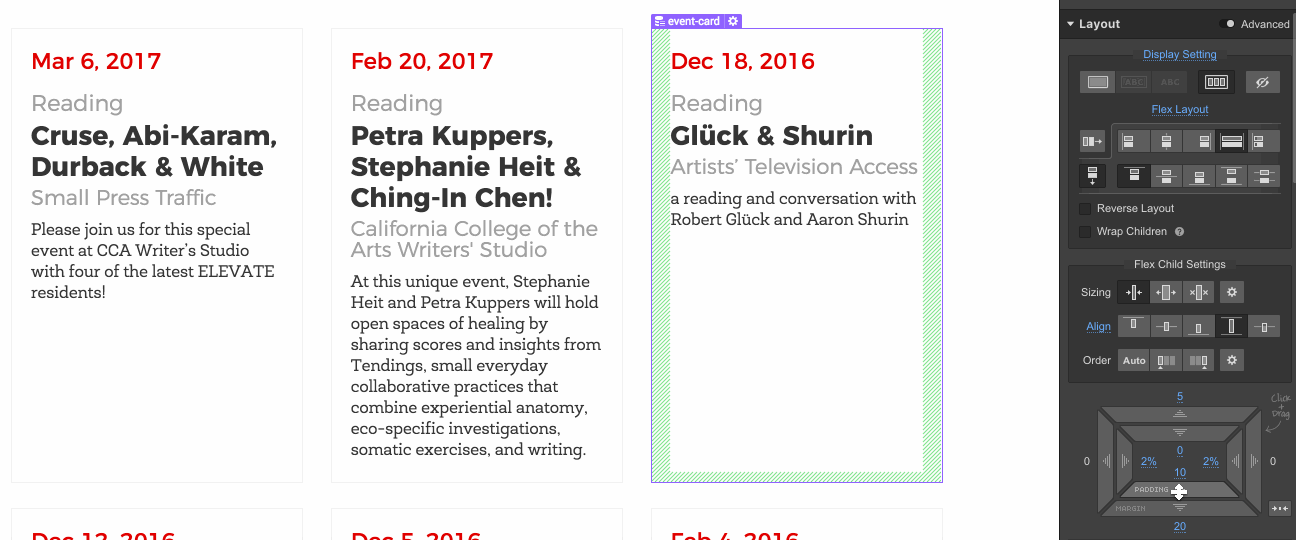 event-card
Mar 6, 2017
Reading
Cruse, Abi-Karam,
Durback & White
Small Press Traffic
Please join us for this special
event at CCA Writer's Studio
with four of the latest ELEVATE
residents!
Feb 20, 2017
Reading
Petra Kuppers,
Stephanie Heit &
Ching-In Chen!
California College of the
Arts Writers' Studio
At this unique event, Stephanie
Heit and Petra Kuppers will hold
open spaces of healing by
sharing scores and insights from
Tendings, small everyday
collaborative practices that
combine experiential anatomy,
eco-specific investigations,
somatic exercises, and writing.
Dec 18, 2016
Reading
Glück & Shurin
Artists' Television Access
a reading and conversation with
Robert Glück and Aaron Shurin
Dec 12, 2016
Dec 5, 2016
Feb 4, 2016
Layout
Advanced
Display Setting
ABC
ABC
Flex Layout
Reverse Layout
Wrap Children ?
Flex Child Settings
Sizing
Align
Order Auto
5
Click
+
Drag
0
0 2% 2% 0
10
PADDING
MARGIN
20